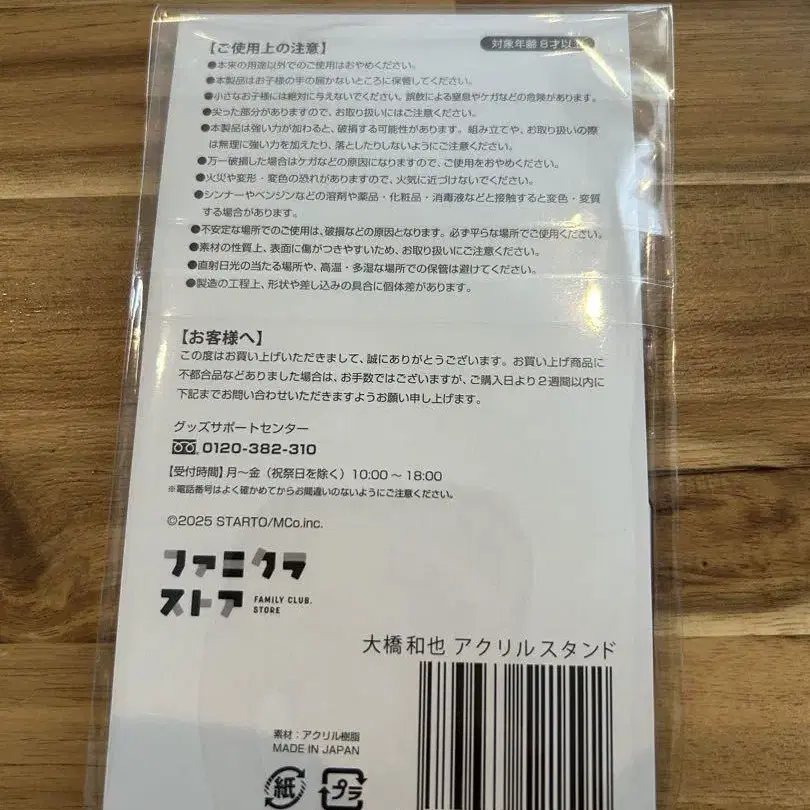 【ご使用上の注意】
対象年齢8才以上
●本来の用途以外でのご使用はおやめください。
●本製品はお子様の手の届かないところに保管してください。
●小さなお子様には絶対に与えないでください。誤飲による窒息やケガなどの危険があります。
●尖った部分がありますので、お取り扱いにはご注意ください。
●本製品は強い力が加わると、破損する可能性があります。組み立てや、お取り扱いの際
は無理に強い力を加えたり、落としたりしないようにご注意ください。
●万一破損した場合はケガなどの原因になりますので、ご使用をおやめください。
●火災や変形・変色の恐れがありますので、火気に近づけないでください。
●シンナーやベンジンなどの溶剤や薬品・化粧品・消毒液などと接触すると変色・変質
する場合があります。
●不安定な場所でのご使用は、破損などの原因となります。必ず平らな場所でご使用ください。
●素材の性質上、表面に傷がつきやすいため、お取り扱いにご注意ください。
●直射日光の当たる場所や、高温・多湿な場所での保管は避けてください。
●製造の工程上、形状や差し込みの具合に個体差があります。
【お客様へ】
この度はお買い上げいただきまして、誠にありがとうございます。お買い上げ商品に
不都合品などありました場合は、お手数ではございますが、ご購入日より2週間以内に
下記までお問い合わせいただきますようお願い申し上げます。
グッズサポートセンター
0120-382-310
【受付時間】月～金（祝祭日を除く）10:00～18:00
※電話番号はよく確かめてからお間違いのないようにご注意ください。
©2025 STARTO/MCo.inc.
ファミクラ
ストア
FAMILY CLUB.
STORE
大橋和也 アクリルスタンド
素材：アクリル樹脂
MADE IN JAPAN
紙
プラ